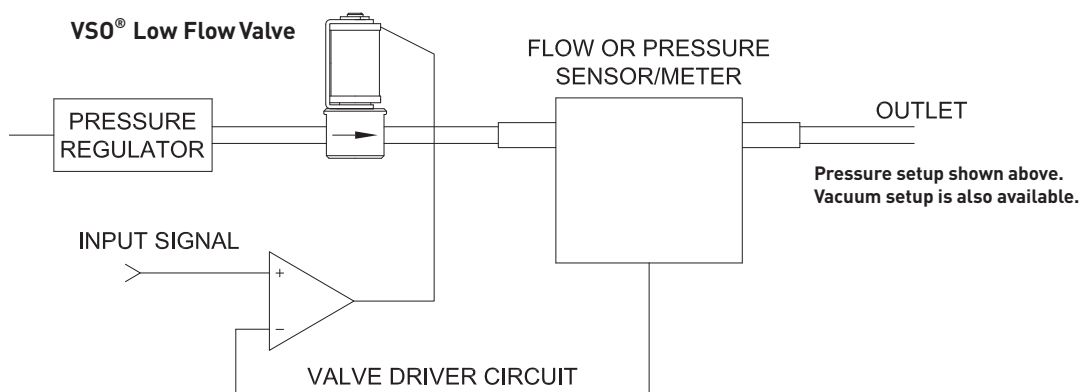 VSO® Low Flow Valve
FLOW OR PRESSURE
SENSOR/METER
PRESSURE
REGULATOR
OUTLET
Pressure setup shown above.
Vacuum setup is also available.
INPUT SIGNAL
+
−
VALVE DRIVER CIRCUIT